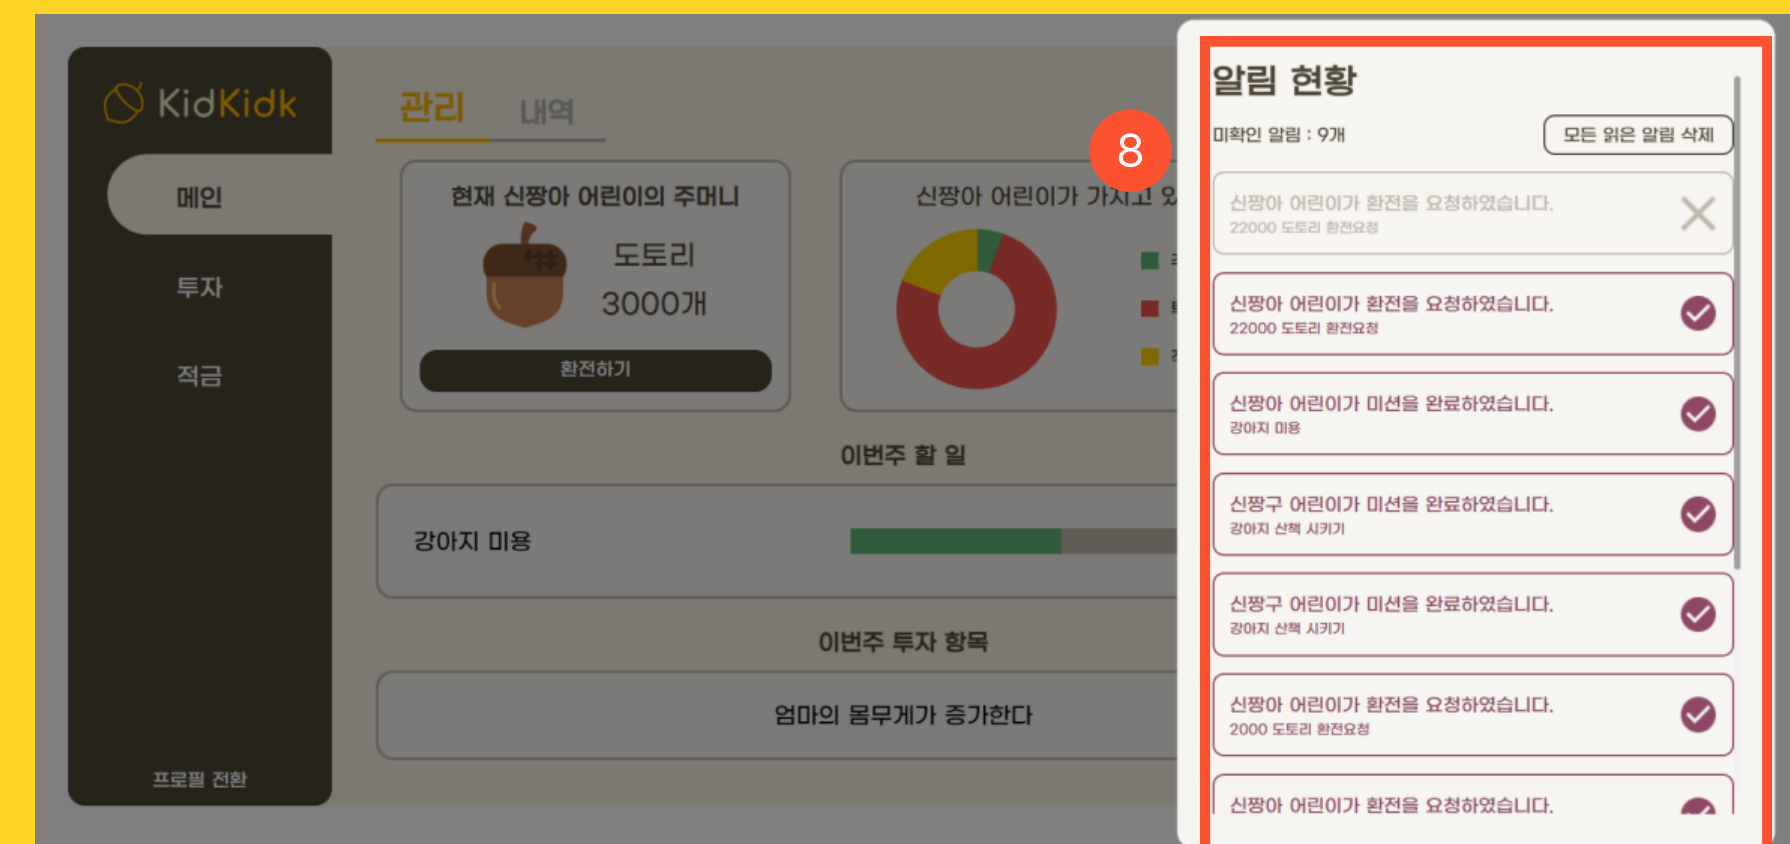 KidKidk
메인
투자
적금
프로필 전환
관리
내역
현재 신짱아 어린이의 주머니
도토리
3000개
환전하기
신짱아 어린이가 가지고
이번주 할 일
강아지 미용
이번주 투자 항목
엄마의 몸무게가 증가한다
8
알림 현황
미확인 알림 : 9개
모든 읽은 알림 삭제
신짱아 어린이가 환전을 요청하였습니다.
22000 도토리 환전요청
신짱아 어린이가 환전을 요청하였습니다.
22000 도토리 환전요청
신짱아 어린이가 미션을 완료하였습니다.
강아지 미용
신짱구 어린이가 미션을 완료하였습니다.
강아지 산책 시키기
신짱구 어린이가 미션을 완료하였습니다.
강아지 산책 시키기
신짱아 어린이가 환전을 요청하였습니다.
2000 도토리 환전요청
신짱아 어린이가 환전을 요청하였습니다.